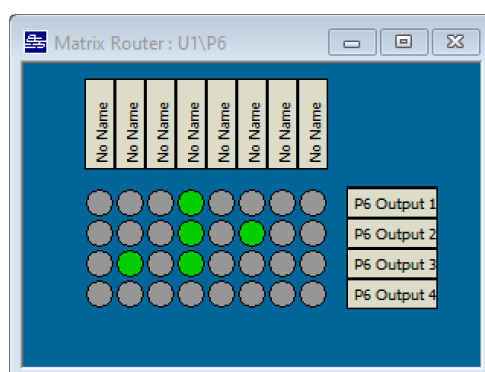 Matrix Router : U1\P6
No Name
No Name
No Name
No Name
No Name
No Name
No Name
No Name
P6 Output 1
P6 Output 2
P6 Output 3
P6 Output 4